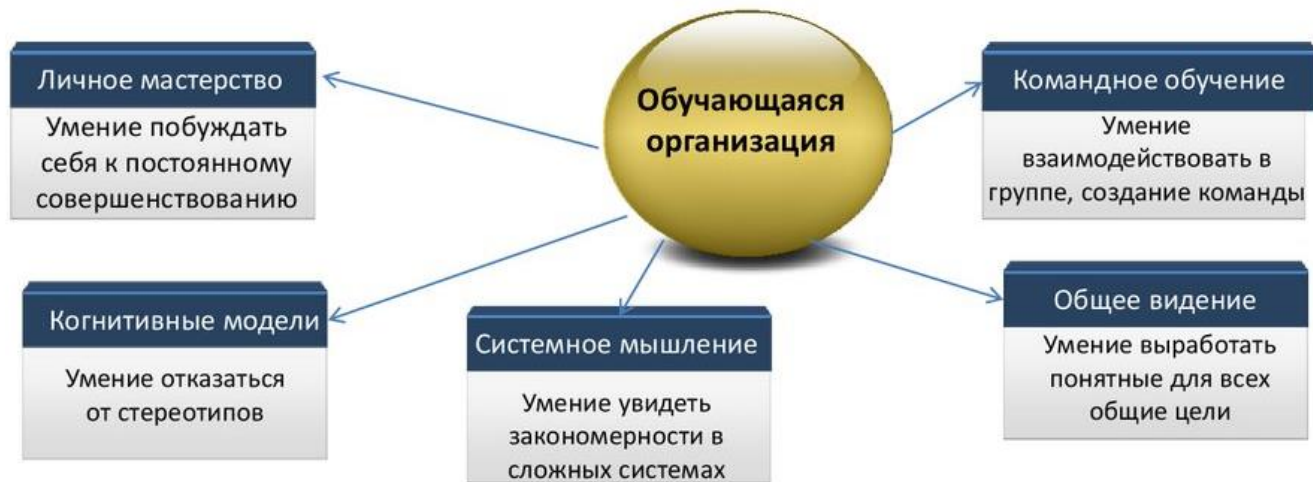 Обучающаяся
организация
Личное мастерство
Умение побуждать
себя к постоянному
совершенствованию
Командное обучение
Умение
взаимодействовать в
группе, создание команды
Когнитивные модели
Умение отказаться
от стереотипов
Системное мышление
Умение увидеть
закономерности в
сложных системах
Общее видение
Умение выработать
понятные для всех
общие цели